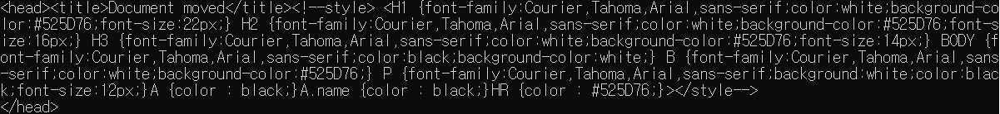 <head><title>Document moved</title><!--style> <H1 {font-family:Courier,Tahoma,Arial,sans-serif;color:white;background-co
lor:#525D76;font-size:22px;} H2 {font-family:Courier,Tahoma,Arial,sans-serif;color:white;background-color:#525D76;font-s
ize:16px;} H3 {font-family:Courier,Tahoma,Arial,sans-serif;color:white;background-color:#525D76;font-size:14px;} BODY {f
ont-family:Courier,Tahoma,Arial,sans-serif;color:black;background-color:white;} B {font-family:Courier,Tahoma,Arial,sans
-serif;color:white;background-color:#525D76;} P {font-family:Courier,Tahoma,Arial,sans-serif;background:white;color:blac
k;font-size:12px;}A {color : black;}A.name {color : black;}HR {color : #525D76;}></style-->
</head>